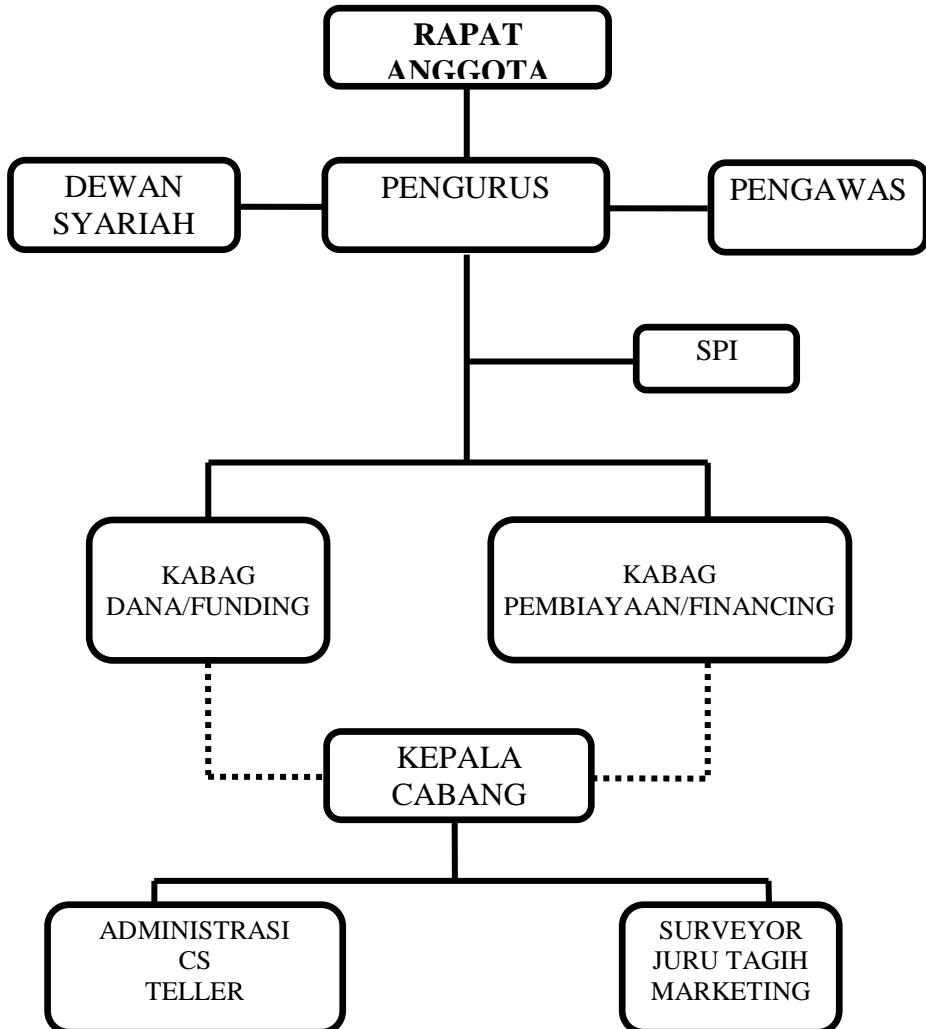 RAPAT
ANGGOTA
DEWAN
SYARIAH
PENGURUS
PENGAWAS
SPI
KABAG
DANA/FUNDING
KABAG
PEMBIAYAAN/FINANCING
KEPALA
CABANG
ADMINISTRASI
CS
TELLER
SURVEYOR
JURU TAGIH
MARKETING